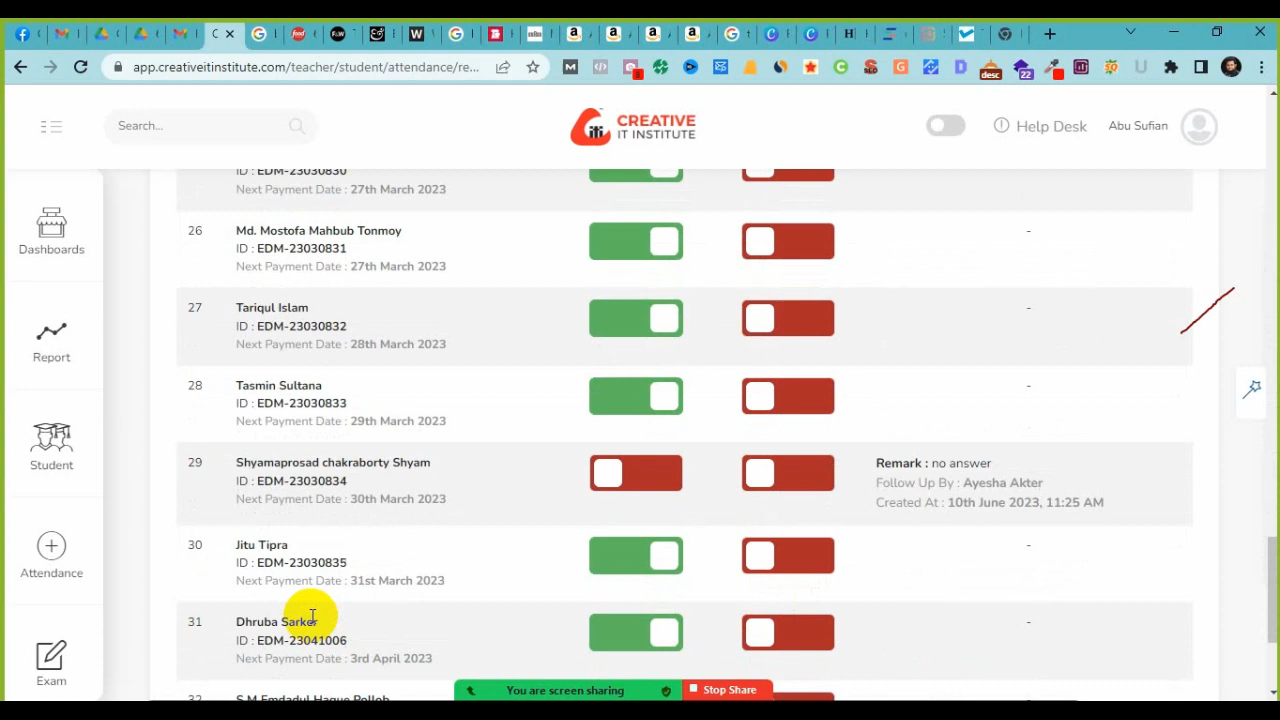 app.creativeitinstitute.com/teacher/student/attendance/re...
desc
22
Search...
CREATIVE
IT INSTITUTE
Help Desk
Abu Sufian
Dashboards
Report
Student
Attendance
Exam
ID : EDM-23030830
Next Payment Date : 27th March 2023
26
Md. Mostofa Mahbub Tonmoy
-
ID : EDM-23030831
Next Payment Date : 27th March 2023
27
Tariqul Islam
-
ID : EDM-23030832
Next Payment Date : 28th March 2023
28
Tasmin Sultana
-
ID : EDM-23030833
Next Payment Date : 29th March 2023
29
Shyamaprosad chakraborty Shyam
ID : EDM-23030834
Next Payment Date : 30th March 2023
Remark : no answer
Follow Up By : Ayesha Akter
Created At : 10th June 2023, 11:25 AM
30
Jitu Tipra
-
ID : EDM-23030835
Next Payment Date : 31st March 2023
31
Dhruba Sarker
-
ID : EDM-23041006
Next Payment Date : 3rd April 2023
32
S M Emdadul Haque Polloh
You are screen sharing
Stop Share